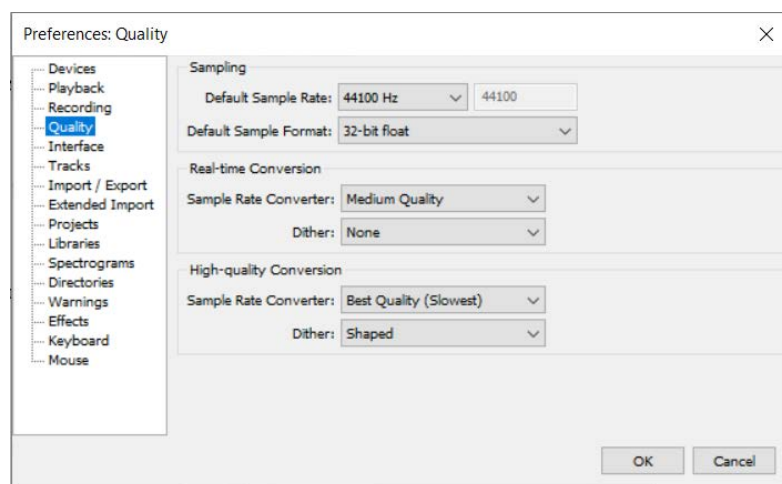 Preferences: Quality
Devices
Playback
Recording
Quality
Interface
Tracks
Import / Export
Extended Import
Projects
Libraries
Spectrograms
Directories
Warnings
Effects
Keyboard
Mouse
Sampling
Default Sample Rate: 44100 Hz 44100
Default Sample Format: 32-bit float
Real-time Conversion
Sample Rate Converter: Medium Quality
Dither: None
High-quality Conversion
Sample Rate Converter: Best Quality (Slowest)
Dither: Shaped
OK Cancel